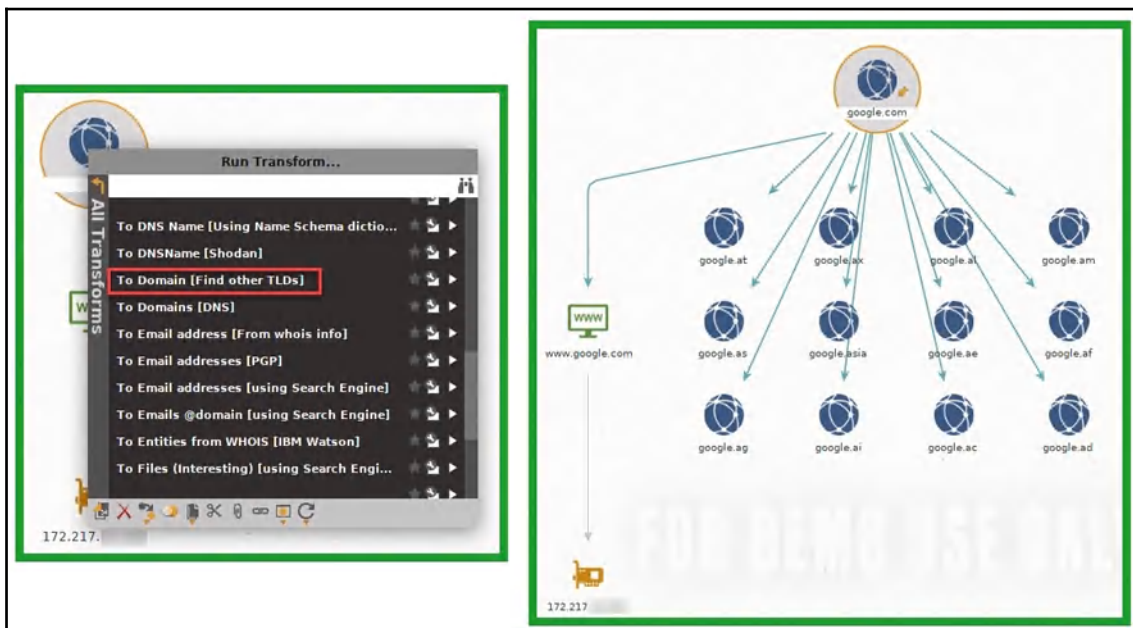 Run Transform...
All Transforms
To DNS Name [Using Name Schema dictio...
To DNSName [Shodan]
To Domain [Find other TLDs]
To Domains [DNS]
To Email address [From whois info]
To Email addresses [PGP]
To Email addresses [using Search Engine]
To Emails @domain [using Search Engine]
To Entities from WHOIS [IBM Watson]
To Files (Interesting) [using Search Engi...
W
172.217.
google.com
google.at
google.ax
google.al
google.am
WWW
www.google.com
google.as
google.asia
google.ae
google.af
google.ag
google.ai
google.ac
google.ad
FOR DEMO USE ONL
172.217